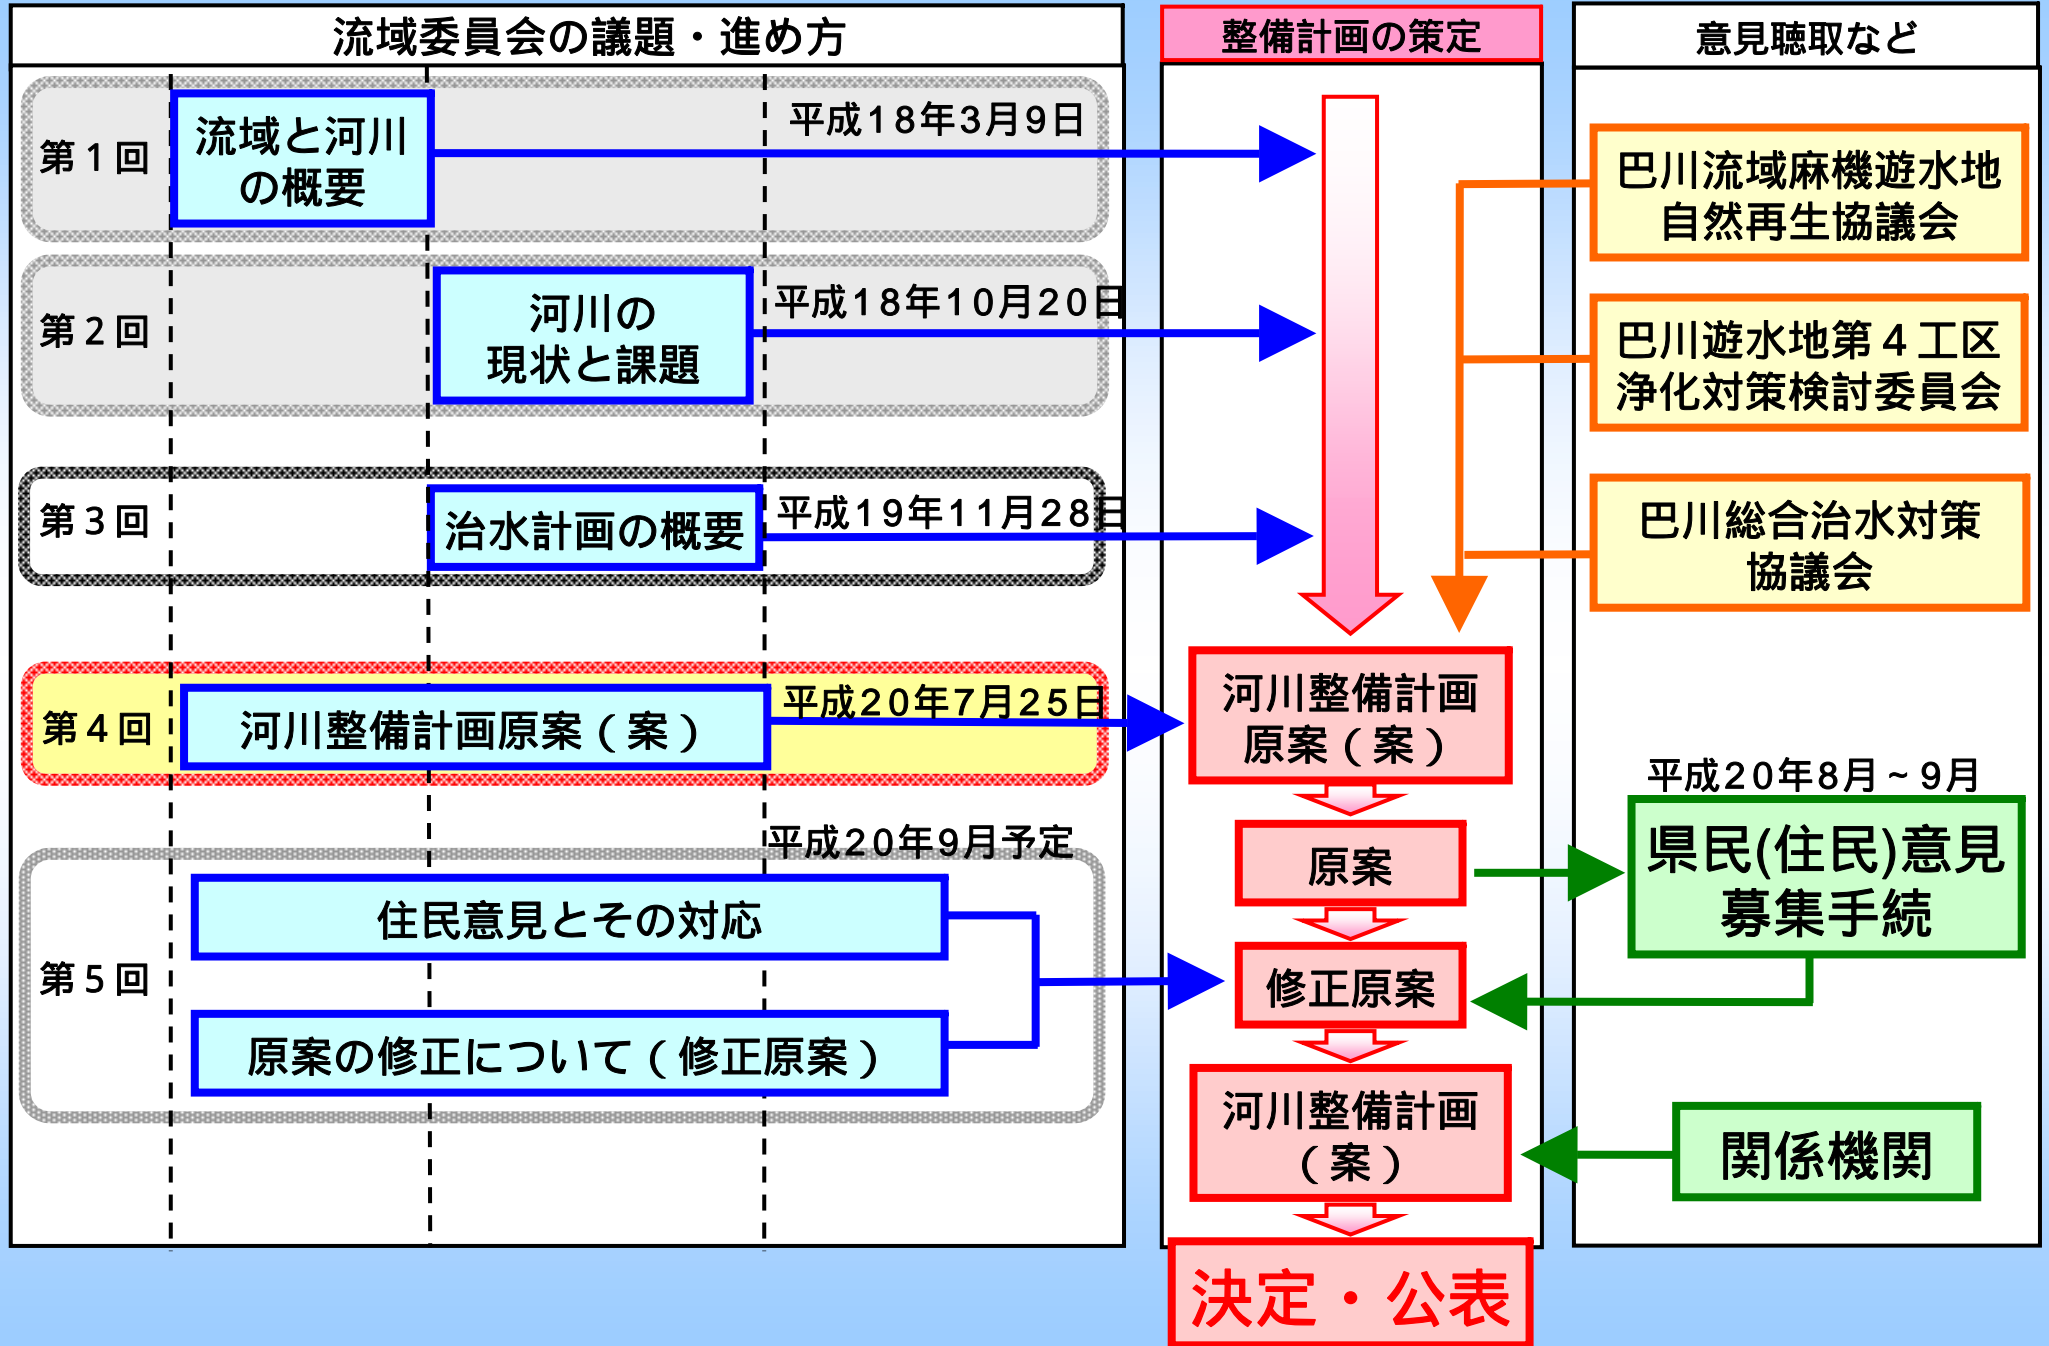 流域委員会の議題・進め方
第1回
流域と河川
の概要
平成18年3月9日
第2回
河川の
現状と課題
平成18年10月20日
第3回
治水計画の概要
平成19年11月28日
第4回
河川整備計画原案(案)
平成20年7月25日
平成20年9月予定
第5回
住民意見とその対応
原案の修正について(修正原案)
整備計画の策定
河川整備計画
原案(案)
原案
修正原案
河川整備計画
(案)
決定・公表
意見聴取など
巴川流域麻機遊水地
自然再生協議会
巴川遊水地第4工区
浄化対策検討委員会
巴川総合治水対策
協議会
平成20年8月~9月
県民(住民)意見
募集手続
関係機関